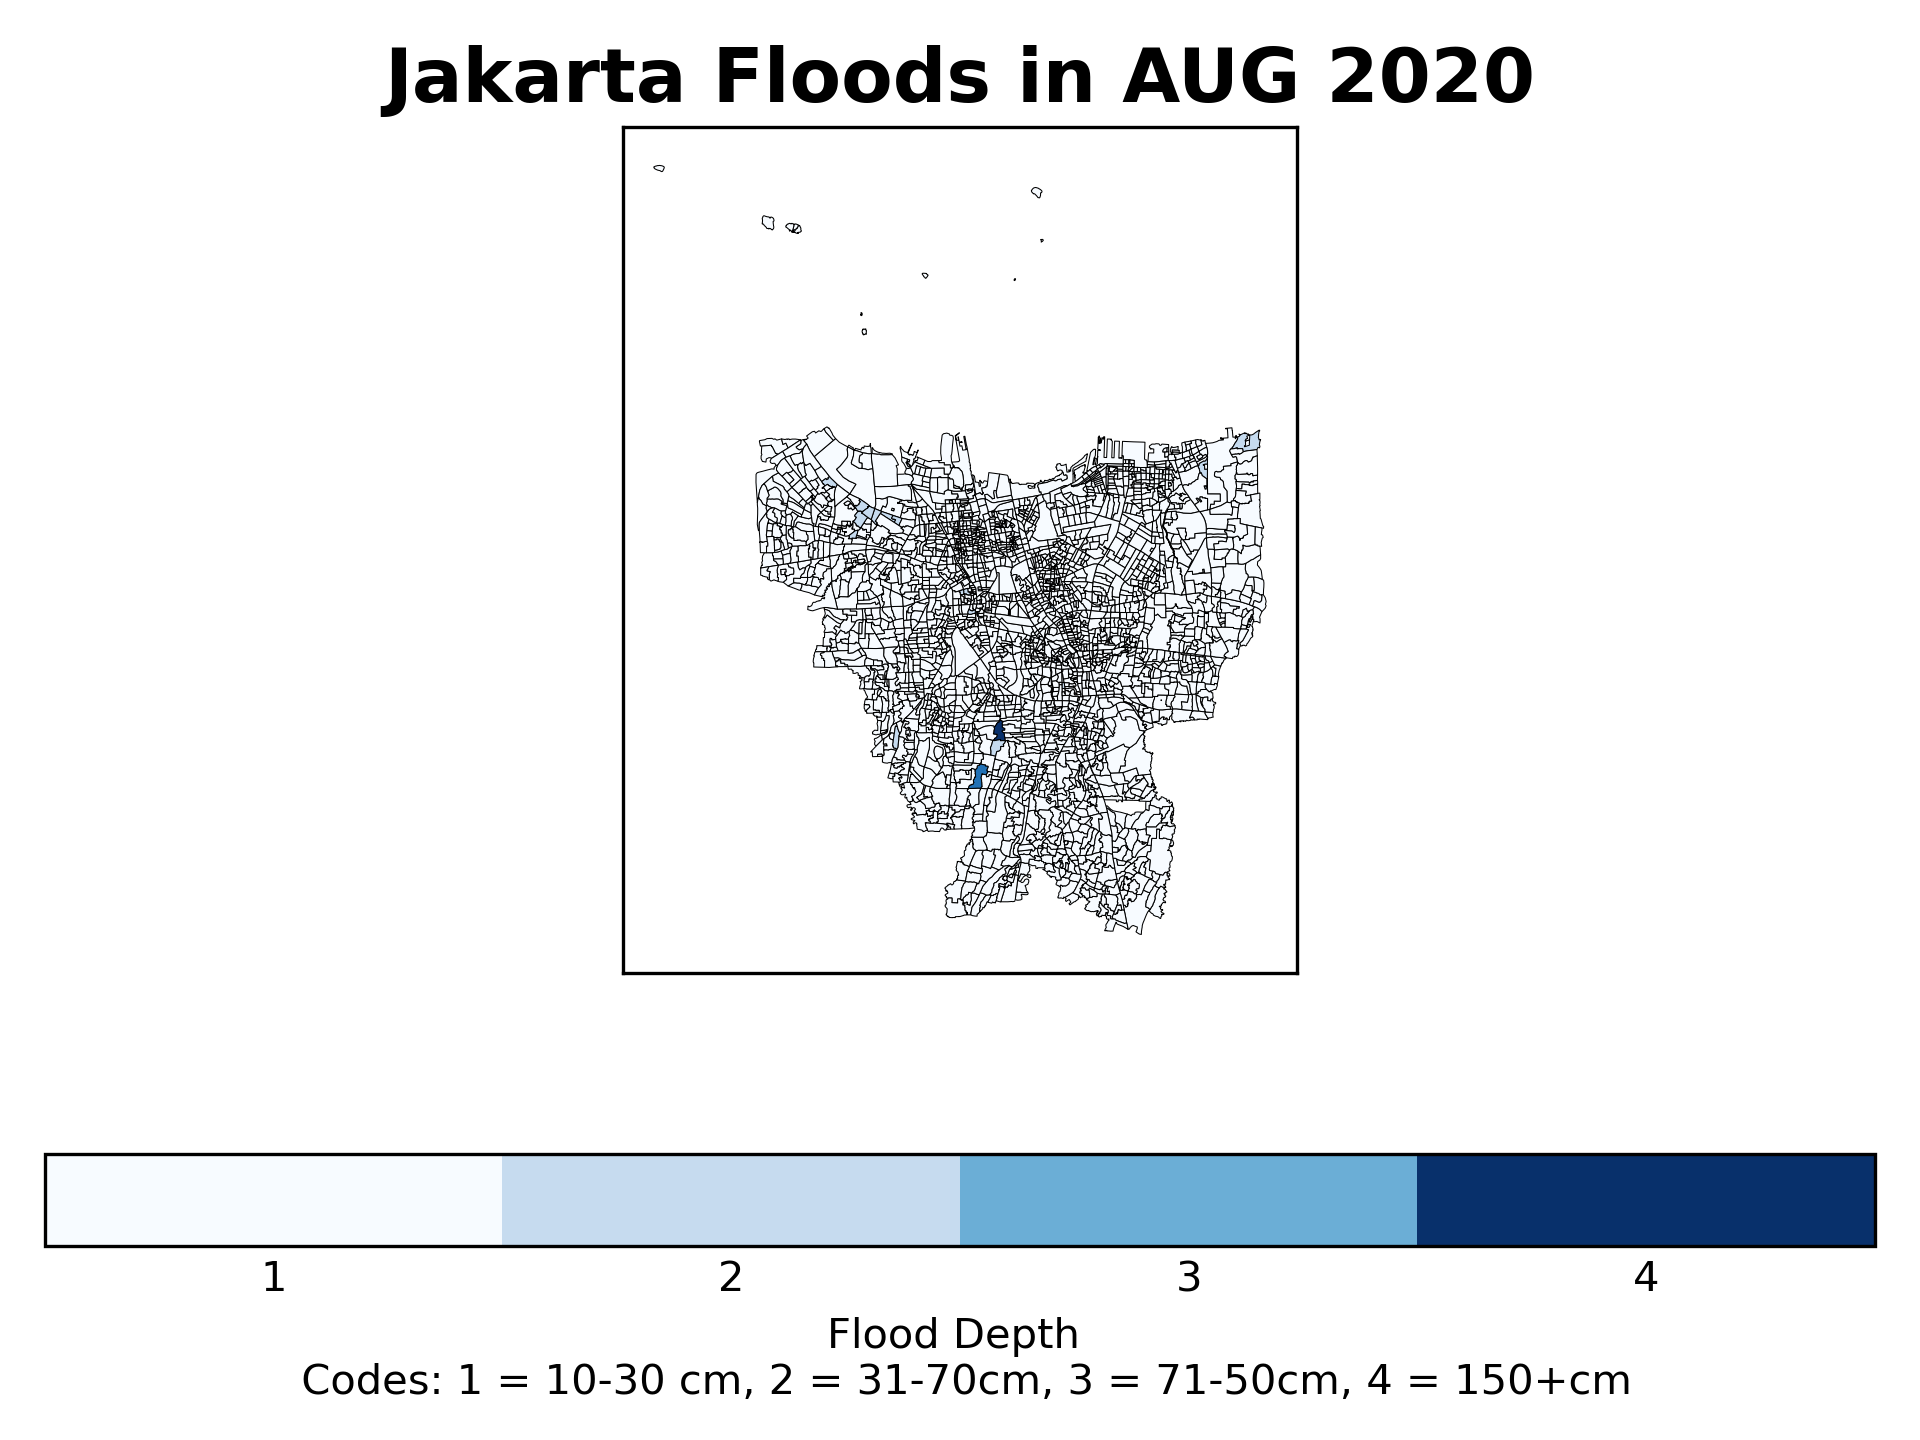 Jakarta Floods in AUG 2020
1 2 3 4
Flood Depth
Codes: 1 = 10-30 cm, 2 = 31-70cm, 3 = 71-50cm, 4 = 150+cm